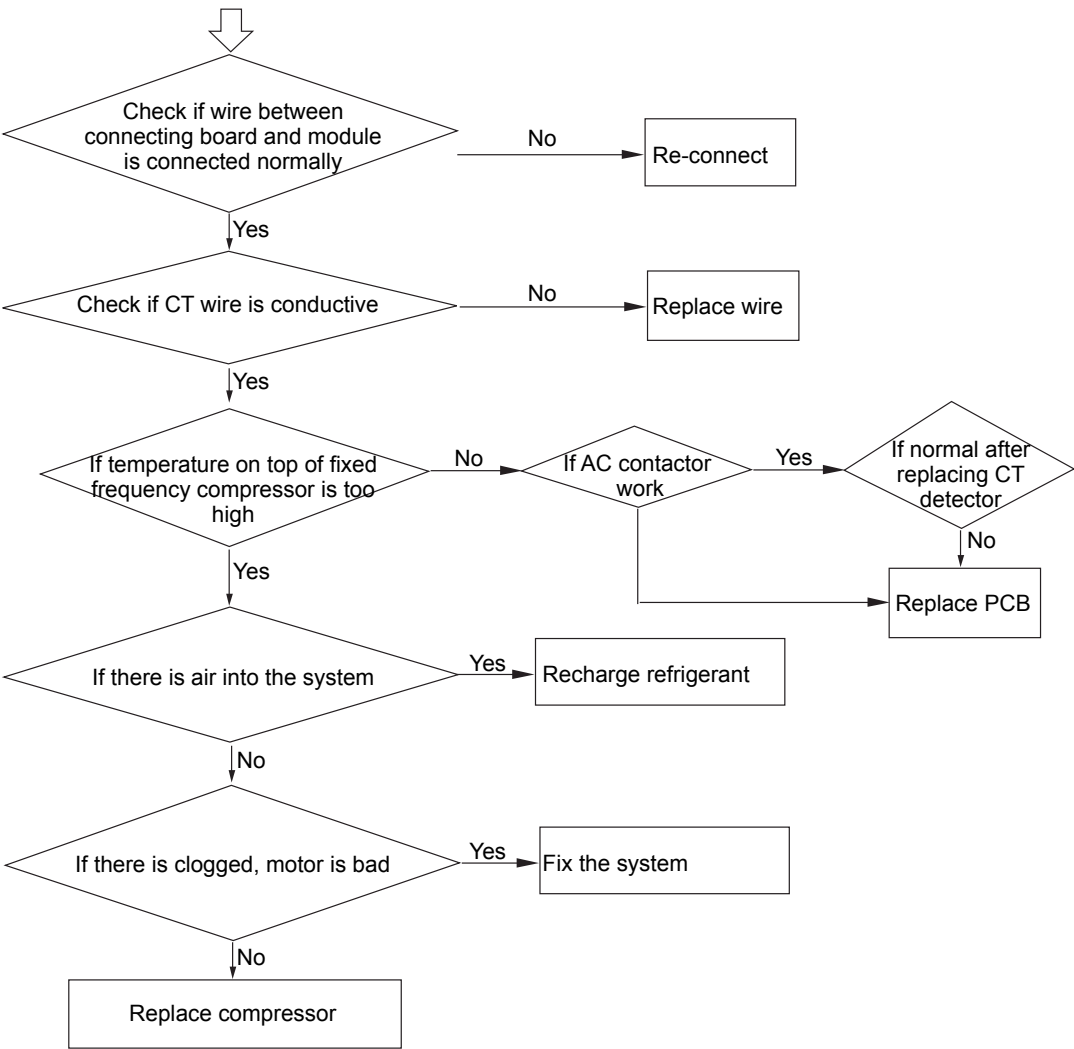 Check if wire between
connecting board and module
is connected normally
No
Re-connect
Yes
Check if CT wire is conductive
No
Replace wire
Yes
If temperature on top of fixed
frequency compressor is too
high
No
If AC contactor
work
Yes
If normal after
replacing CT
detector
No
Replace PCB
Yes
If there is air into the system
Yes
Recharge refrigerant
No
If there is clogged, motor is bad
Yes
Fix the system
No
Replace compressor